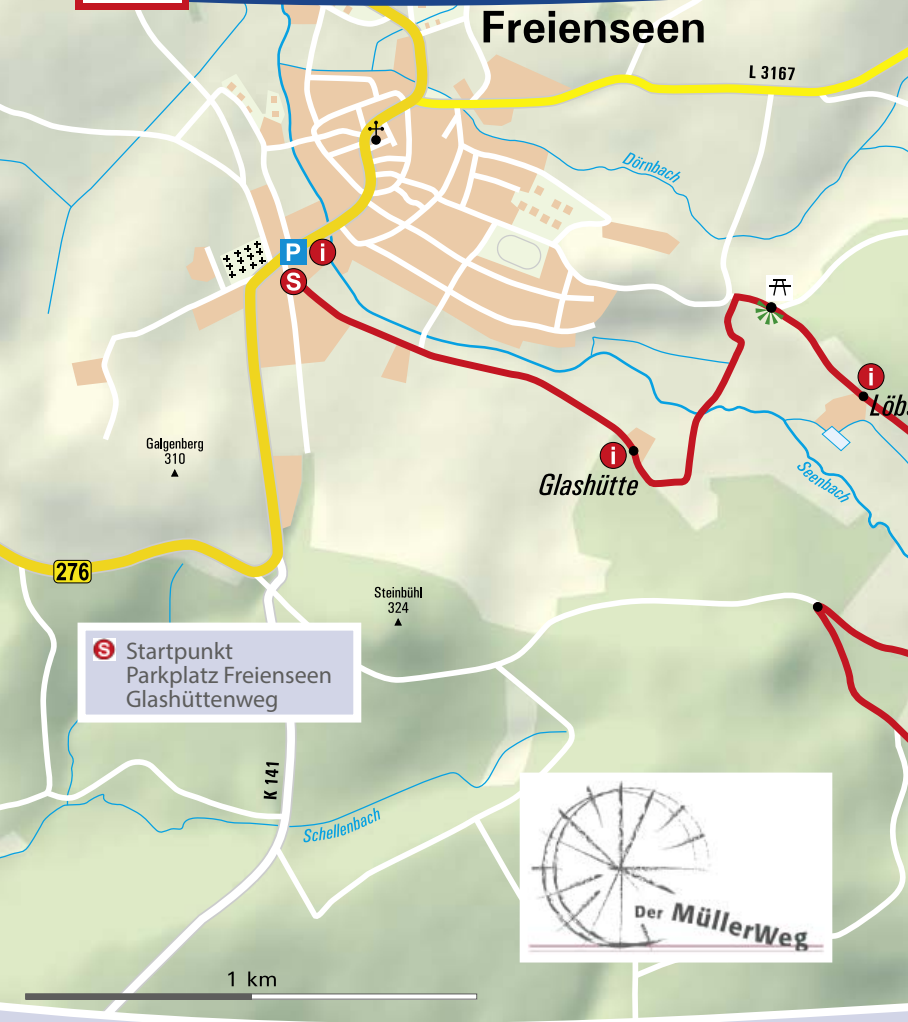 Freienseen
L 3167
Dörnbach
P i
S
i
Löbs
Galgenberg
310
i
Glashütte
Seenbach
276
Steinbühl
324
S Startpunkt
Parkplatz Freienseen
Glashüttenweg
K 141
Schellenbach
Der MüllerWeg
1 km